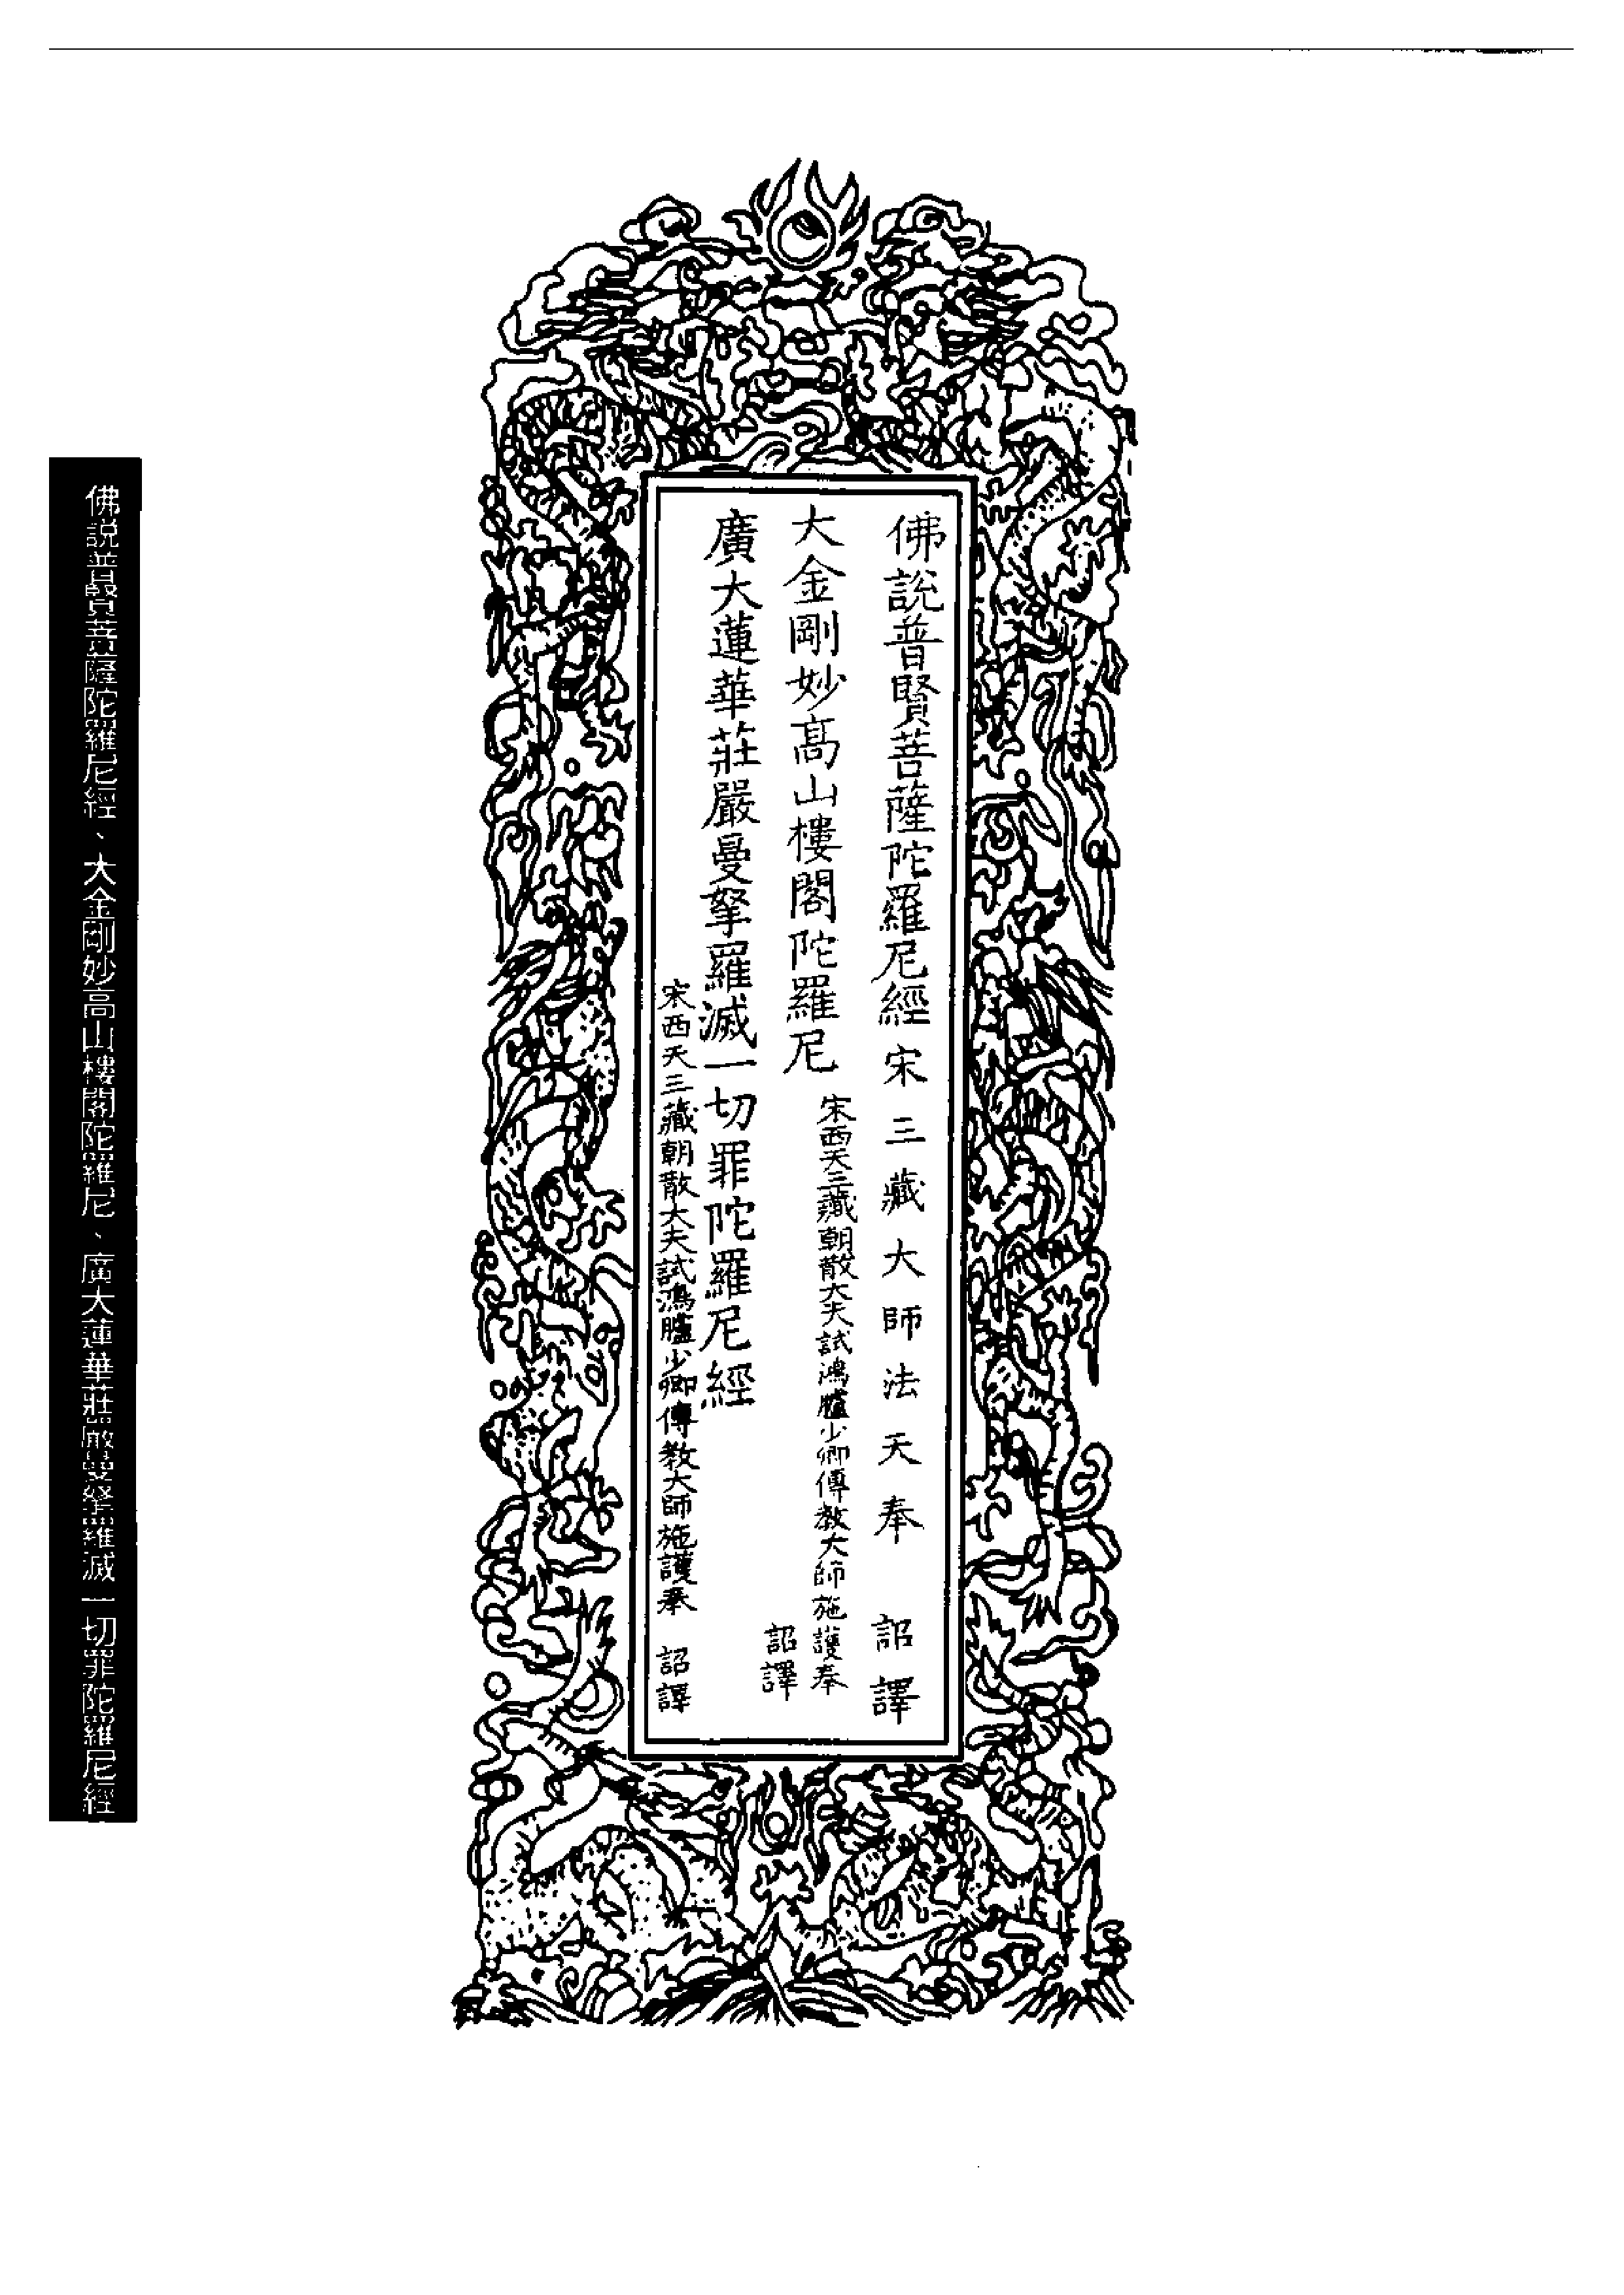 佛説普賢菩薩陀羅尼經 宋三藏大師法天奉 詔譯
大金剛妙高山樓閣陀羅尼
宋西天三藏朝散大夫試鴻臚少卿傳教大師施護奉
詔譯
廣大蓮華莊嚴曼拏羅滅一切罪陀羅尼經
宋西天三藏朝散大夫試鴻臚少卿傳教大師施護奉 詔譯
佛説普賢菩薩陀羅尼經、大金剛妙高山樓閣陀羅尼、廣大蓮華莊嚴曼拏羅滅一切罪陀羅尼經